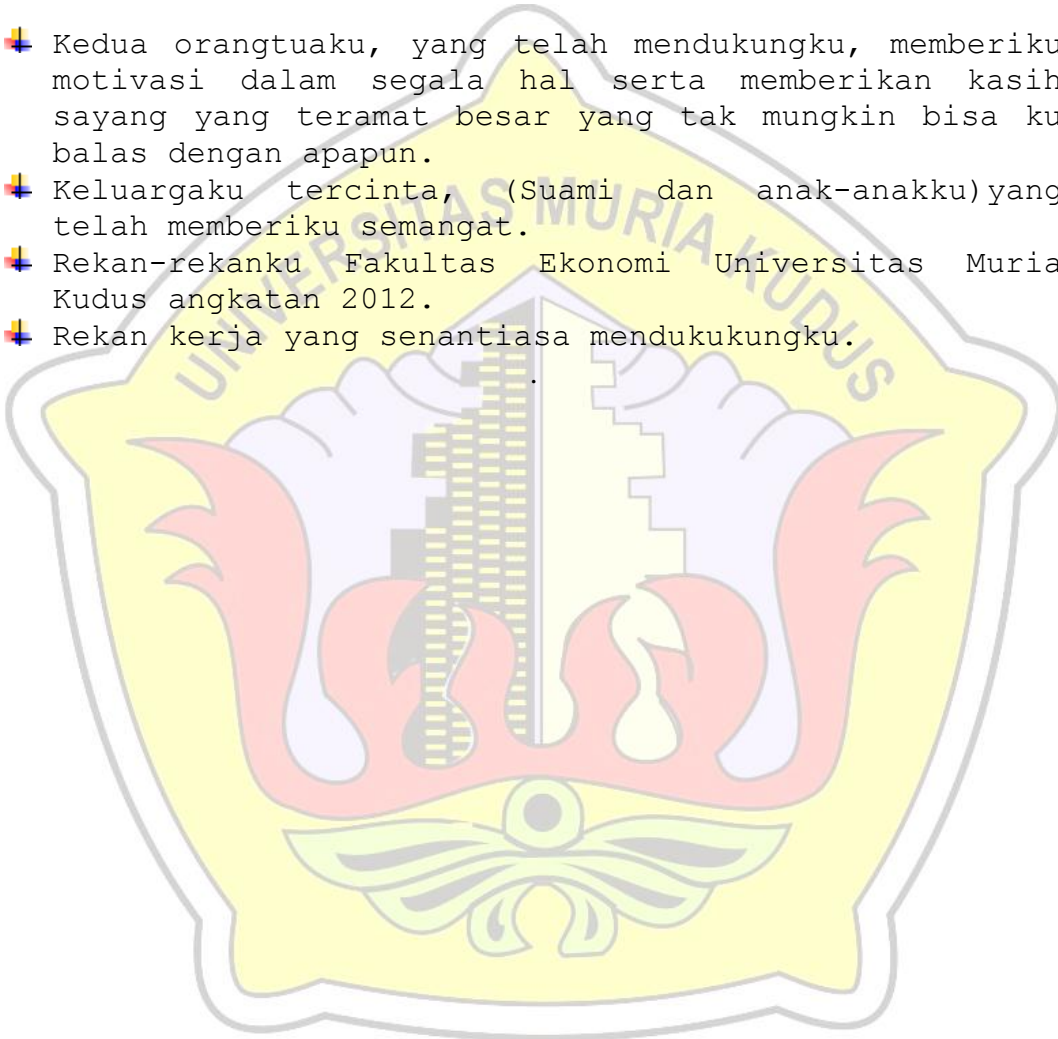 Kedua orangtuaku, yang telah mendukungku, memberiku
motivasi dalam segala hal serta memberikan kasih
sayang yang teramat besar yang tak mungkin bisa ku
balas dengan apapun.
Keluargaku tercinta, (Suami dan anak-anakku)yang
telah memberiku semangat.
Rekan-rekanku Fakultas Ekonomi Universitas Muria
Kudus angkatan 2012.
Rekan kerja yang senantiasa mendukukungku.
.
UNIVERSITAS MURIA KUDUS